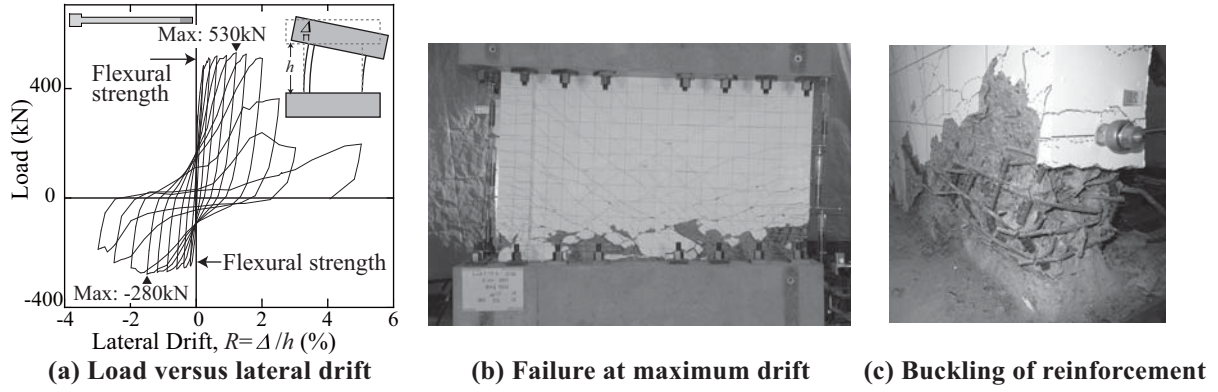 Max: 530kN
Δ
h
Flexural
strength
400
0
-400
Load (kN)
Flexural strength
Max: -280kN
-4 -2 0 2 4 6
Lateral Drift, R=Δ/h (%)
(a) Load versus lateral drift
(b) Failure at maximum drift
(c) Buckling of reinforcement